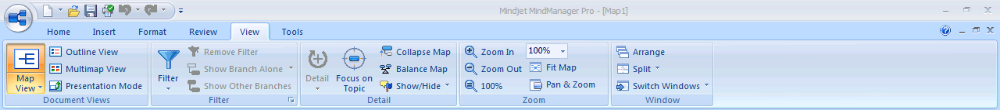 Mindjet MindManager Pro - [Map1]
Home Insert Format Review View Tools
Map View
Outline View
Multimap View
Presentation Mode
Document Views
Filter
Remove Filter
Show Branch Alone
Show Other Branches
Filter
Detail
Focus on
Topic
Collapse Map
Balance Map
Show/Hide
Detail
Zoom In
Zoom Out
100%
100%
Fit Map
Pan & Zoom
Zoom
Arrange
Split
Switch Windows
Window